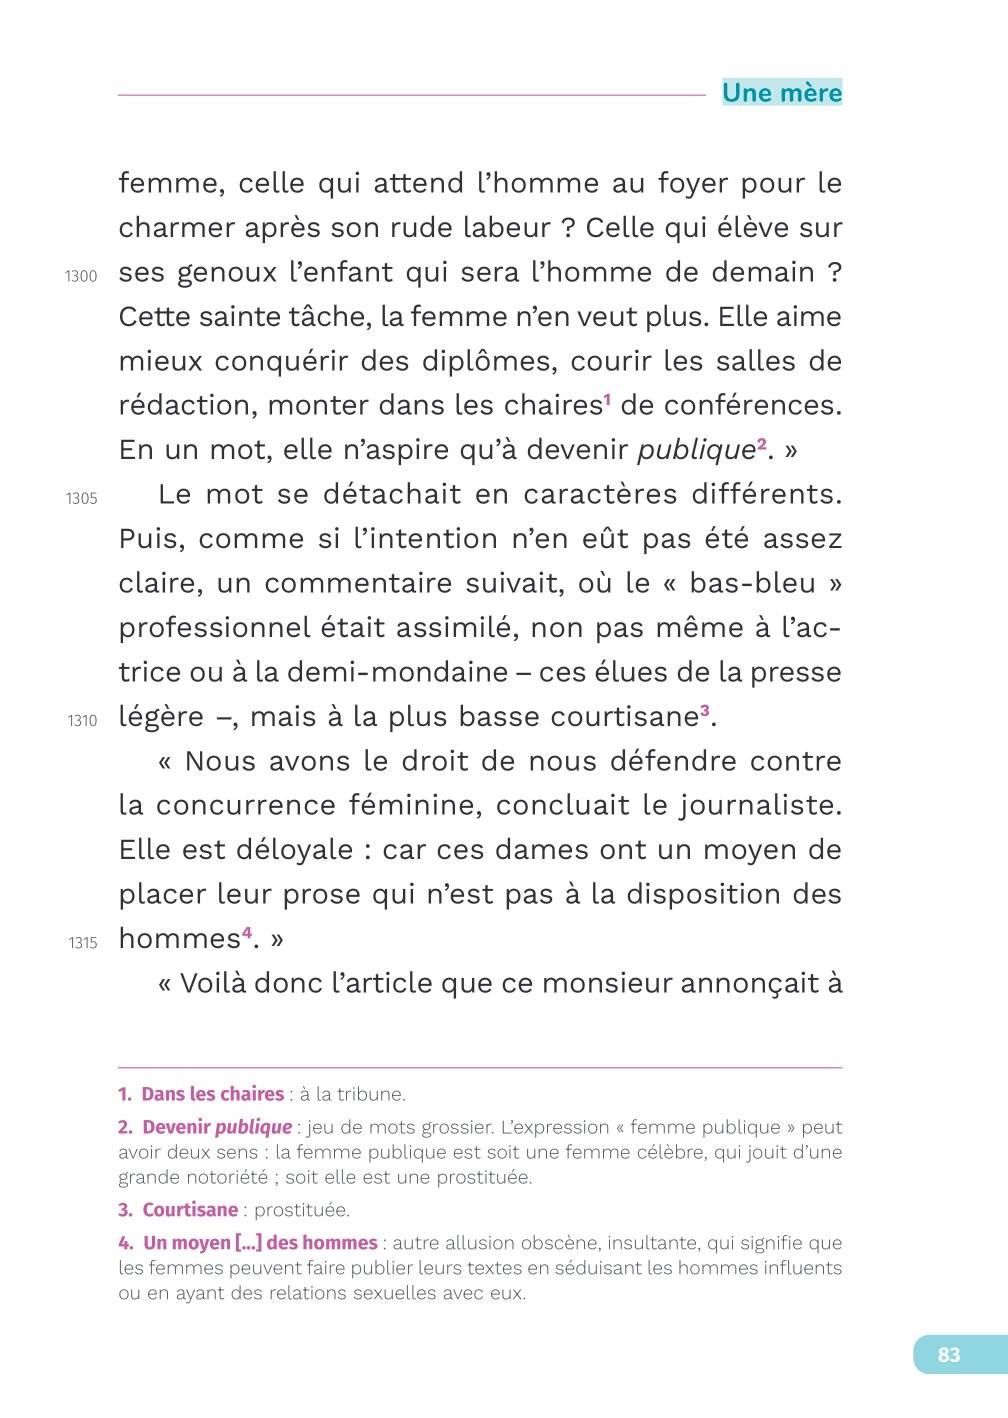 Une mère
femme, celle qui attend l’homme au foyer pour le
charmer après son rude labeur ? Celle qui élève sur
1300 ses genoux l’enfant qui sera l’homme de demain ?
Cette sainte tâche, la femme n’en veut plus. Elle aime
mieux conquérir des diplômes, courir les salles de
rédaction, monter dans les chaires1 de conférences.
En un mot, elle n’aspire qu’à devenir publique2. »
1305 Le mot se détachait en caractères différents.
Puis, comme si l’intention n’en eût pas été assez
claire, un commentaire suivait, où le « bas-bleu »
professionnel était assimilé, non pas même à l’ac-
trice ou à la demi-mondaine – ces élues de la presse
1310 légère –, mais à la plus basse courtisane3.
« Nous avons le droit de nous défendre contre
la concurrence féminine, concluait le journaliste.
Elle est déloyale : car ces dames ont un moyen de
placer leur prose qui n’est pas à la disposition des
1315 hommes4. »
« Voilà donc l’article que ce monsieur annonçait à
1. Dans les chaires : à la tribune.
2. Devenir publique : jeu de mots grossier. L’expression « femme publique » peut
avoir deux sens : la femme publique est soit une femme célèbre, qui jouit d’une
grande notoriété ; soit elle est une prostituée.
3. Courtisane : prostituée.
4. Un moyen [...] des hommes : autre allusion obscène, insultante, qui signifie que
les femmes peuvent faire publier leurs textes en séduisant les hommes influents
ou en ayant des relations sexuelles avec eux.
83